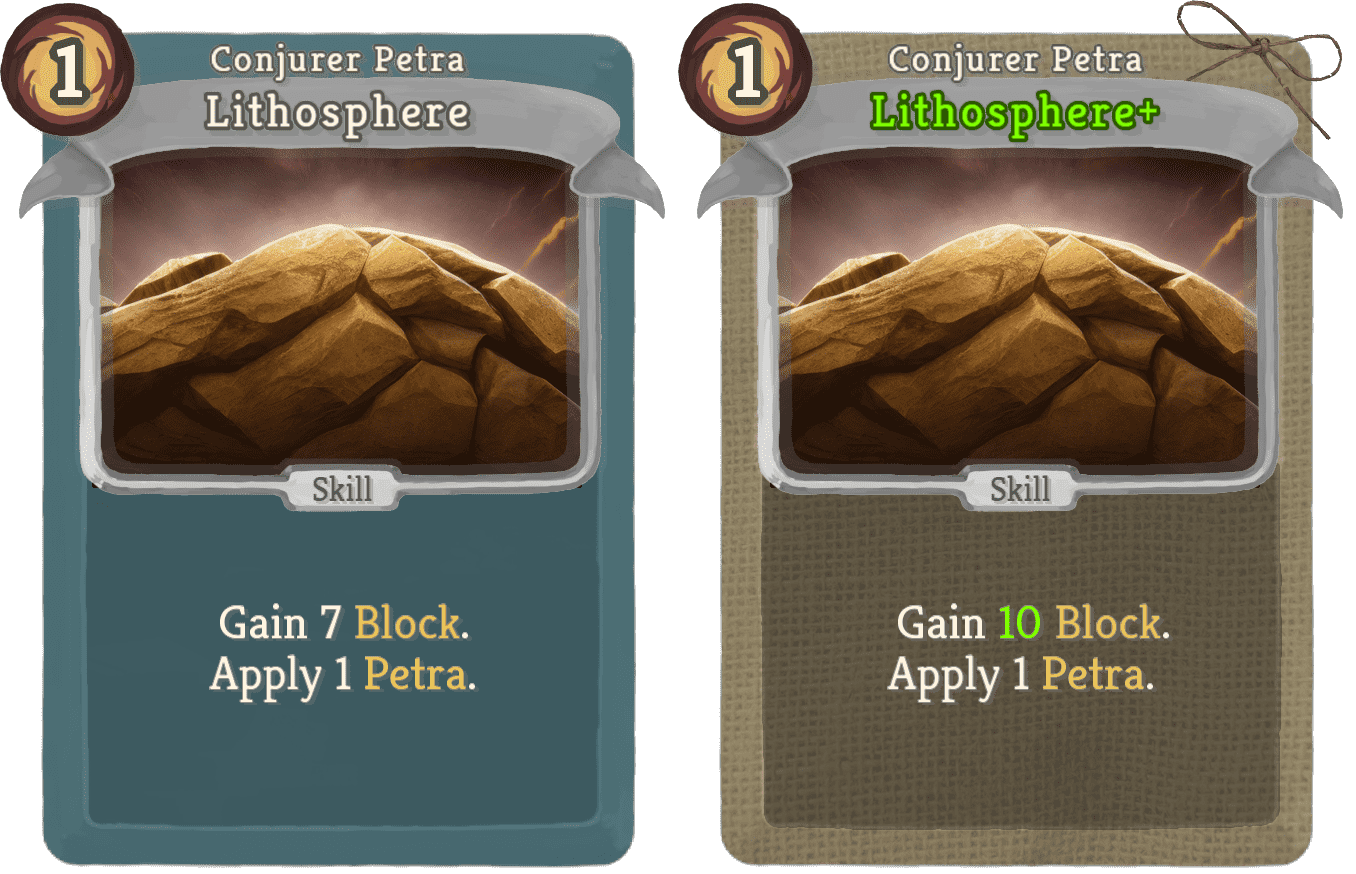 1
Conjurer Petra
Lithosphere
Skill
Gain 7 Block.
Apply 1 Petra.
1
Conjurer Petra
Lithosphere+
Skill
Gain 10 Block.
Apply 1 Petra.